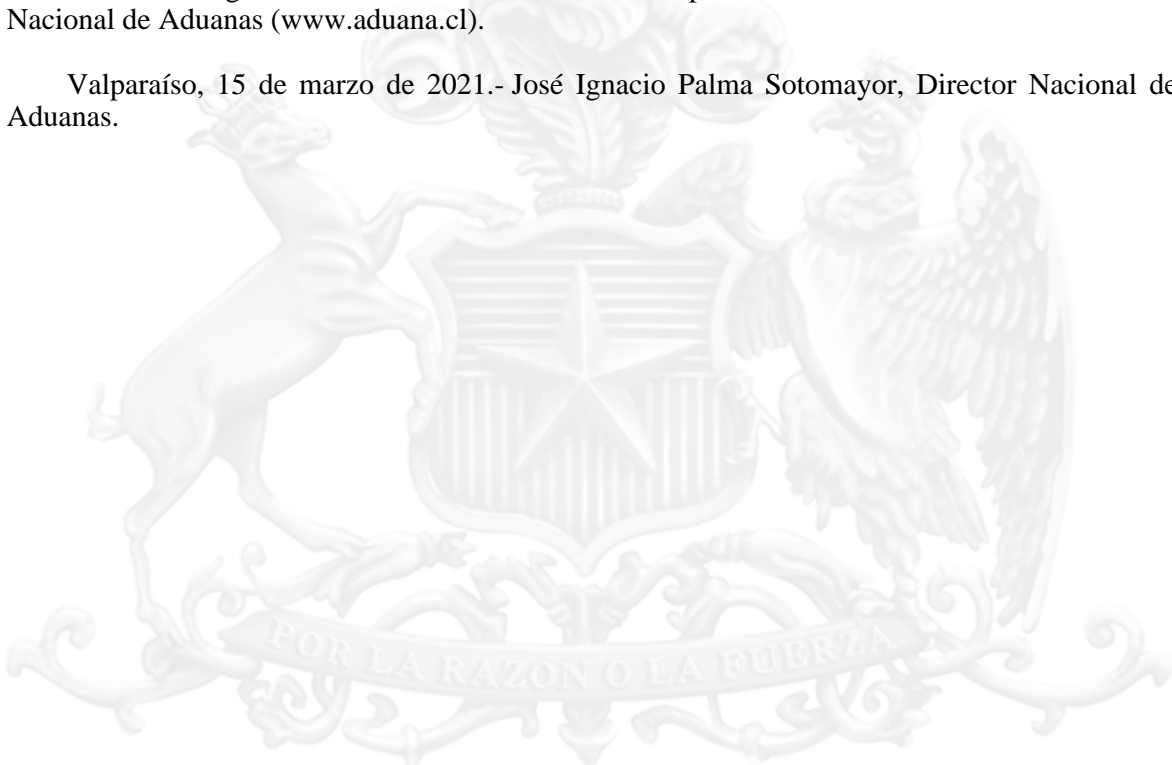 Nacional de Aduanas (www.aduana.cl).
Valparaíso, 15 de marzo de 2021.- José Ignacio Palma Sotomayor, Director Nacional de
Aduanas.
POR LA RAZON O LA FUERZA